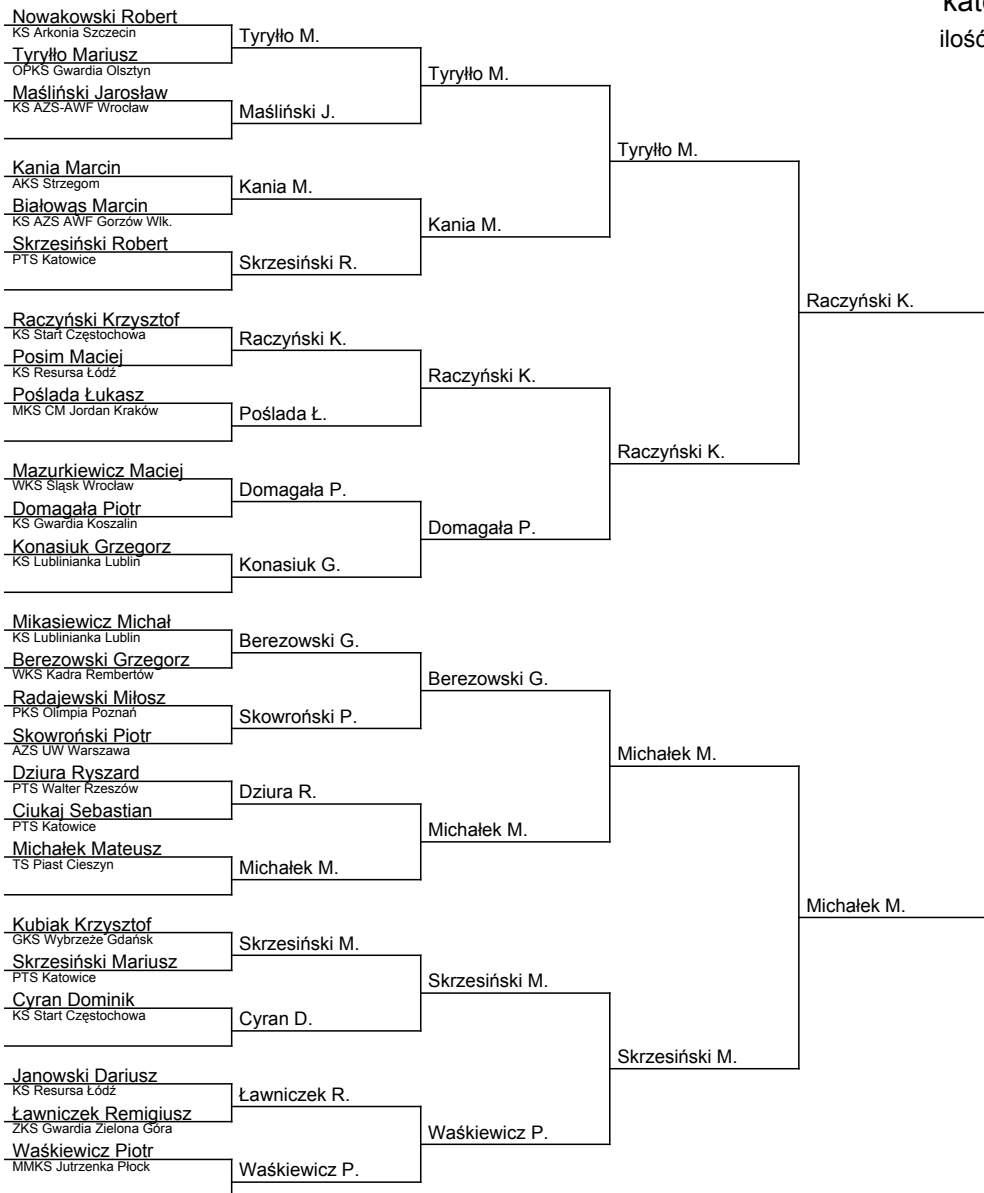 Nowakowski Robert
KS Arkonia Szczecin
Tyryłło Mariusz
OPKS Gwardia Olsztyn
Maśliński Jarosław
KS AZS-AWF Wrocław
Kania Marcin
AKS Strzegom
Białowąs Marcin
KS AZS AWF Gorzów Wlk.
Skrzesiński Robert
PTS Katowice
Raczyński Krzysztof
KS Start Częstochowa
Posim Maciej
KS Resursa Łódź
Poślada Łukasz
MKS CM Jordan Kraków
Mazurkiewicz Maciej
WKS Śląsk Wrocław
Domagała Piotr
KS Gwardia Koszalin
Konasiuk Grzegorz
KS Lublinianka Lublin
Mikasiewicz Michał
KS Lublinianka Lublin
Berezowski Grzegorz
WKS Kadra Rembertów
Radajewski Miłosz
PKS Olimpia Poznań
Skowroński Piotr
AZS UW Warszawa
Dziura Ryszard
PTS Walter Rzeszów
Ciukaj Sebastian
PTS Katowice
Michałek Mateusz
TS Piast Cieszyn
Kubiak Krzysztof
GKS Wybrzeże Gdańsk
Skrzesiński Mariusz
PTS Katowice
Cyran Dominik
KS Start Częstochowa
Janowski Dariusz
KS Resursa Łódź
Ławniczek Remigiusz
ZKS Gwardia Zielona Góra
Waśkiewicz Piotr
MMKS Jutrzenka Płock
Tyryłło M.
Maśliński J.
Kania M.
Skrzesiński R.
Raczyński K.
Poślada Ł.
Domagała P.
Konasiuk G.
Berezowski G.
Skowroński P.
Dziura R.
Michałek M.
Skrzesiński M.
Cyran D.
Ławniczek R.
Waśkiewicz P.
Tyryłło M.
Kania M.
Raczyński K.
Domagała P.
Berezowski G.
Michałek M.
Skrzesiński M.
Waśkiewicz P.
Tyryłło M.
Raczyński K.
Michałek M.
Skrzesiński M.
Raczyński K.
Michałek M.
ilość